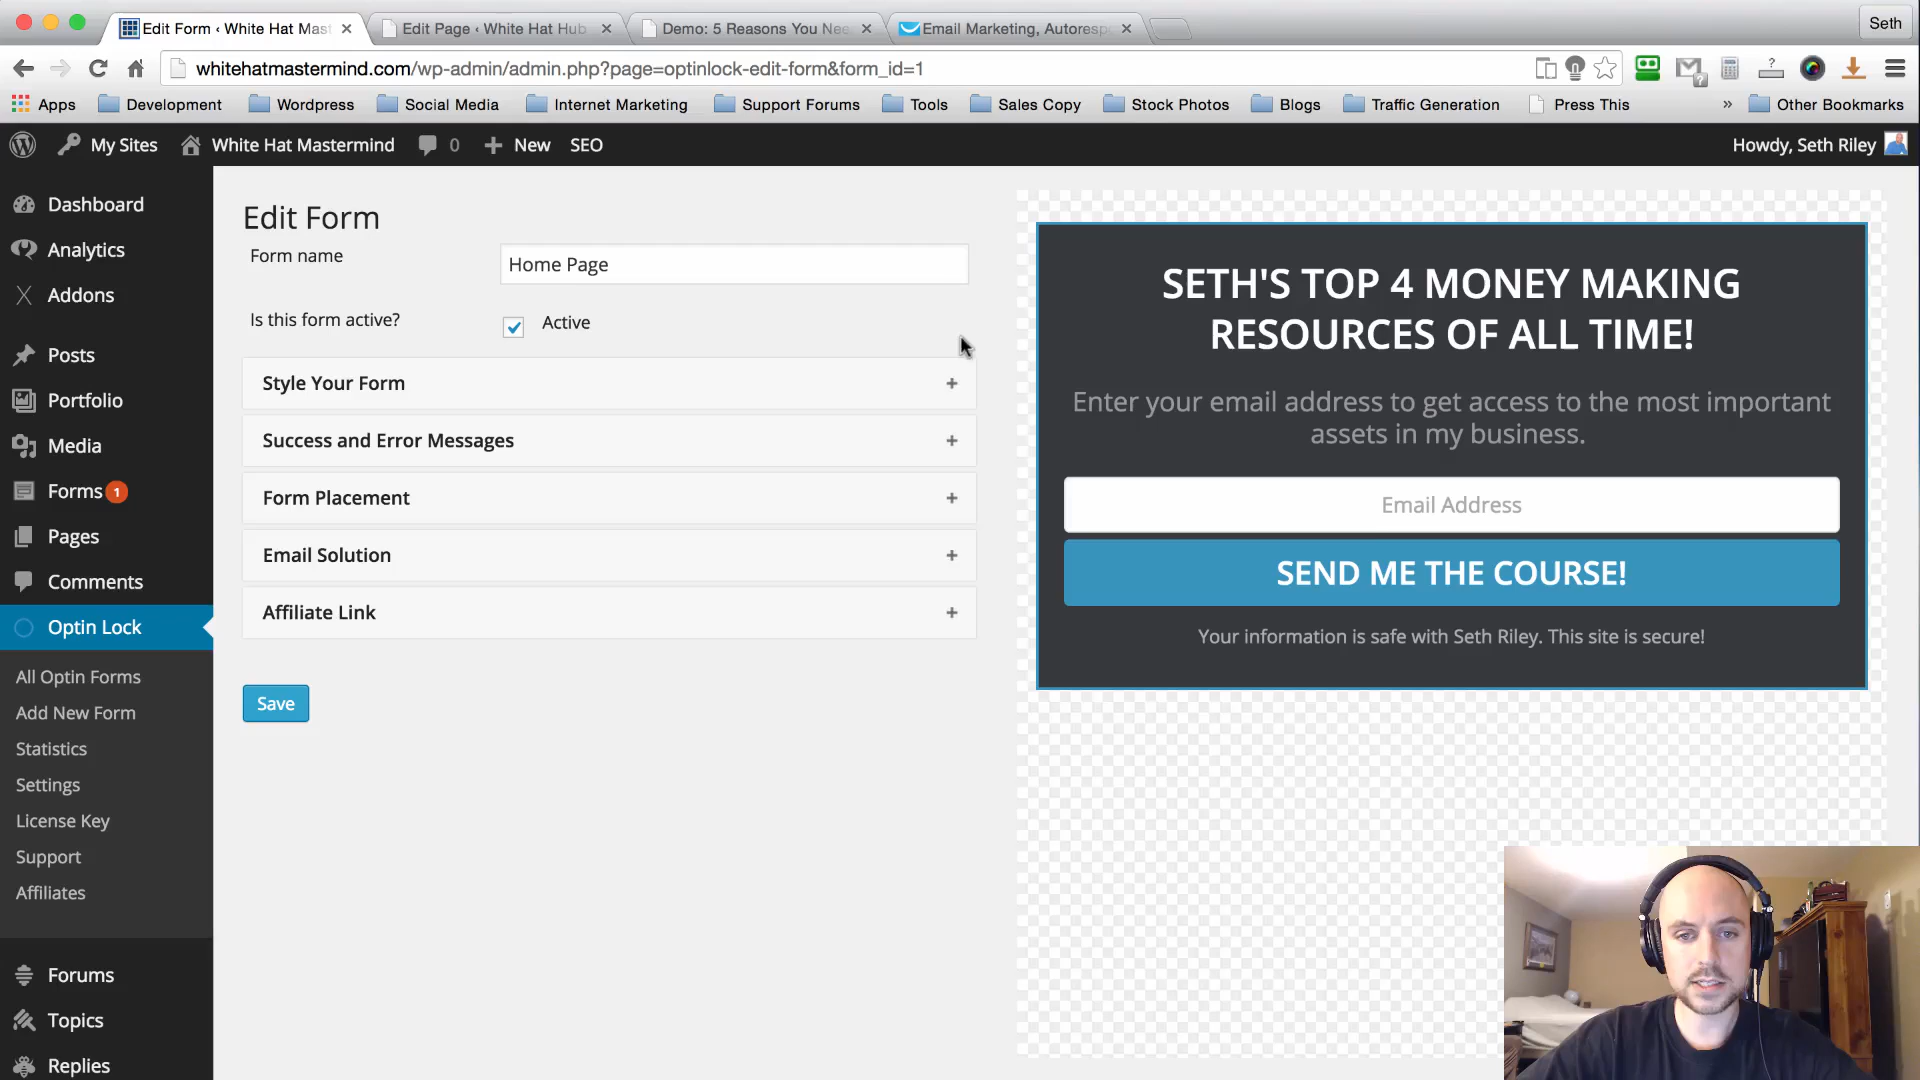 Edit Form ‹ White Hat Mast
Edit Page ‹ White Hat Hub
Demo: 5 Reasons You Nee
Email Marketing, Autoresp
Seth
whitehatmastermind.com/wp-admin/admin.php?page=optinlock-edit-form&form_id=1
Apps
Development
Wordpress
Social Media
Internet Marketing
Support Forums
Tools
Sales Copy
Stock Photos
Blogs
Traffic Generation
Press This
»
Other Bookmarks
My Sites
White Hat Mastermind
0
New
SEO
Howdy, Seth Riley
Dashboard
Analytics
Addons
Posts
Portfolio
Media
Forms 1
Pages
Comments
Optin Lock
All Optin Forms
Add New Form
Statistics
Settings
License Key
Support
Affiliates
Forums
Topics
Replies
Edit Form
Form name
Home Page
Is this form active?
Active
Style Your Form +
Success and Error Messages +
Form Placement +
Email Solution +
Affiliate Link +
Save
SETH'S TOP 4 MONEY MAKING
RESOURCES OF ALL TIME!
Enter your email address to get access to the most important
assets in my business.
Email Address
SEND ME THE COURSE!
Your information is safe with Seth Riley. This site is secure!